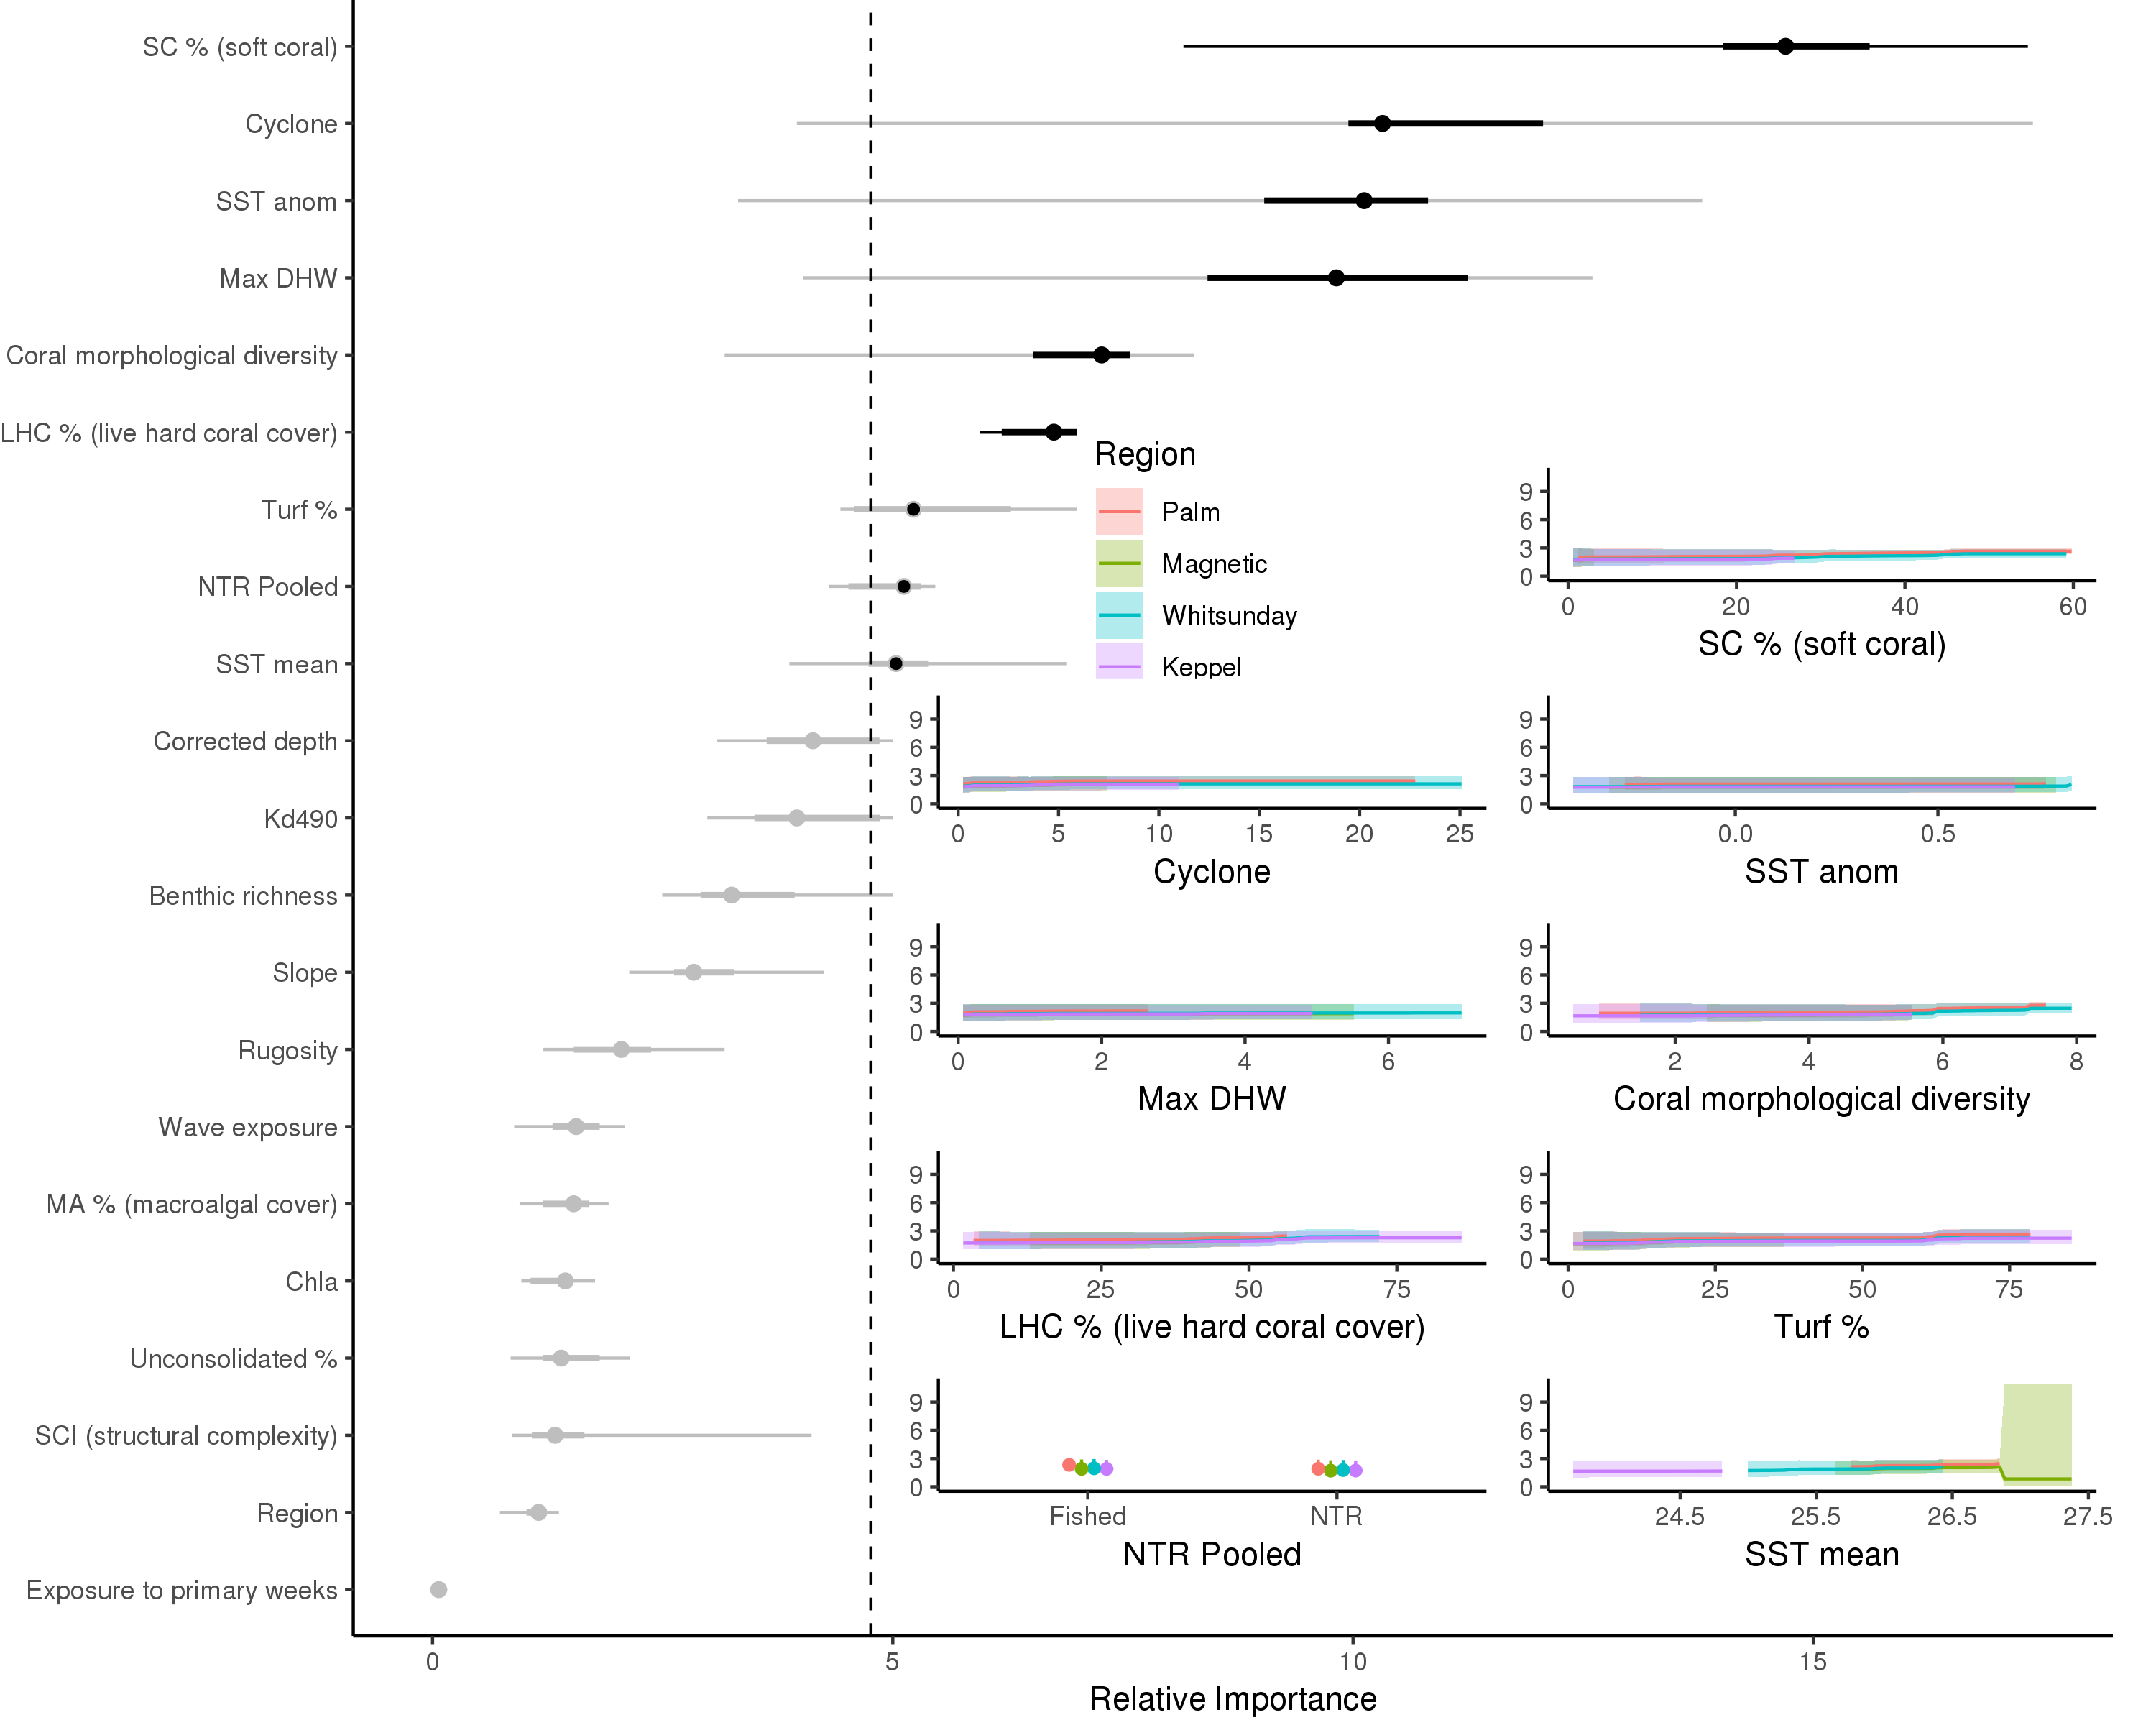 SC % (soft coral)
Cyclone
SST anom
Max DHW
Coral morphological diversity
LHC % (live hard coral cover)
Turf %
NTR Pooled
SST mean
Corrected depth
Kd490
Benthic richness
Slope
Rugosity
Wave exposure
MA % (macroalgal cover)
Chla
Unconsolidated %
SCI (structural complexity)
Region
Exposure to primary weeks
0 5 10 15
Relative Importance
Region
Palm
Magnetic
Whitsunday
Keppel
9
6
3
0
0 20 40 60
SC % (soft coral)
9
6
3
0
0 5 10 15 20 25
Cyclone
9
6
3
0
0.0 0.5
SST anom
9
6
3
0
0 2 4 6
Max DHW
9
6
3
0
2 4 6 8
Coral morphological diversity
9
6
3
0
0 25 50 75
LHC % (live hard coral cover)
9
6
3
0
0 25 50 75
Turf %
9
6
3
0
Fished NTR
NTR Pooled
9
6
3
0
24.5 25.5 26.5 27.5
SST mean